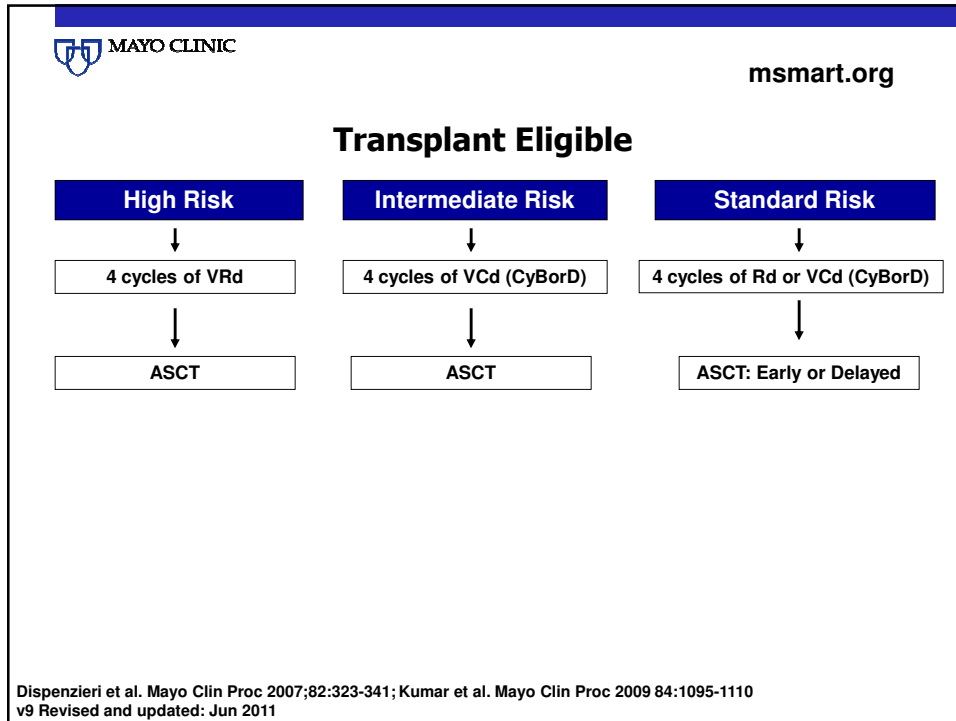 MAYO CLINIC
msmart.org
Transplant Eligible
High Risk
Intermediate Risk
Standard Risk
4 cycles of VRd
4 cycles of VCd (CyBorD)
4 cycles of Rd or VCd (CyBorD)
ASCT
ASCT
ASCT: Early or Delayed
Dispenzieri et al. Mayo Clin Proc 2007;82:323-341; Kumar et al. Mayo Clin Proc 2009 84:1095-1110
v9 Revised and updated: Jun 2011